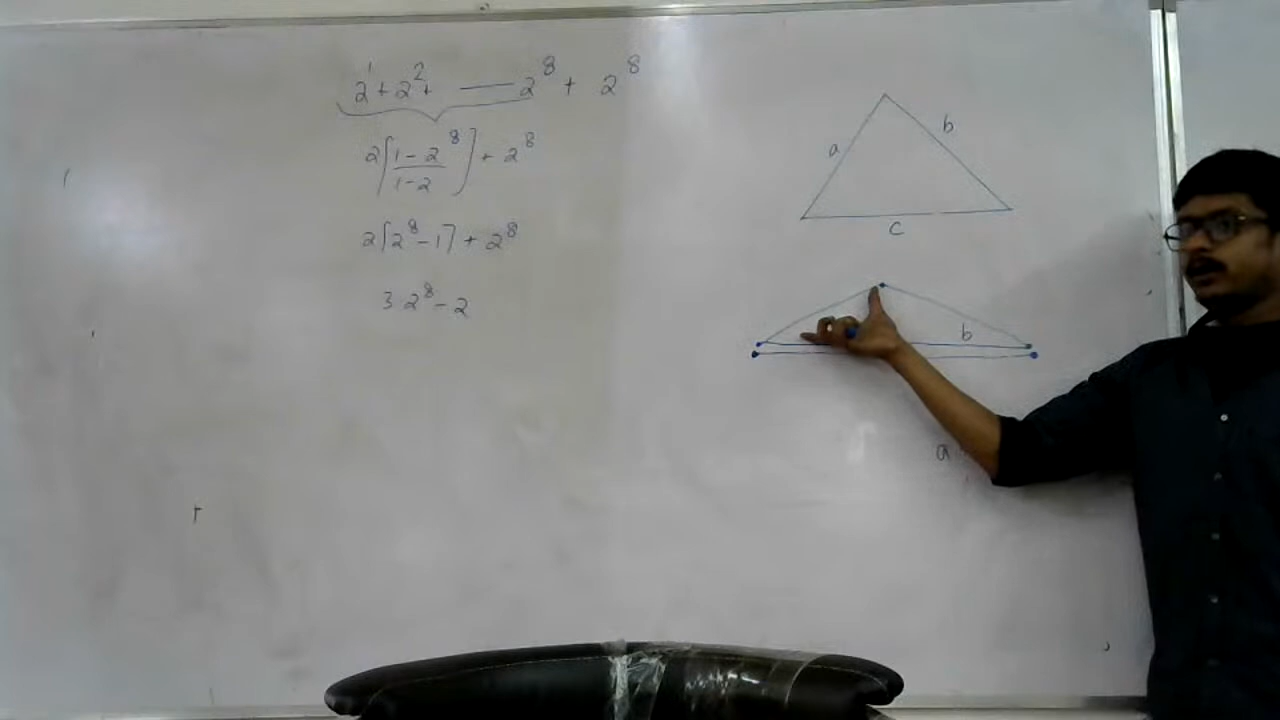 2¹ + 2² + — 2⁸ + 2⁸
2[(1 - 2⁸)/(1 - 2)] + 2⁸
2[2⁸ - 1] + 2⁸
3 2⁸ - 2
a
b
c
b
a